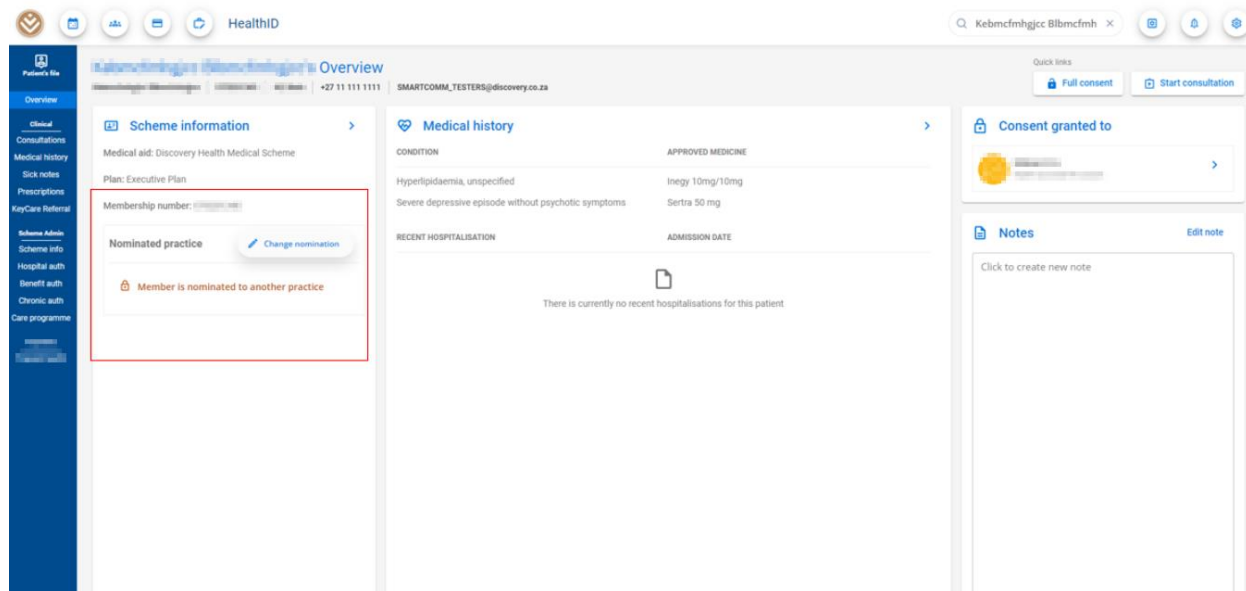 HealthID
Kebmcfmhgjcc Blbmcfmh
Patient's file
Overview
Clinical
Consultations
Medical history
Sick notes
Prescriptions
KeyCare Referral
Scheme Admin
Scheme info
Hospital auth
Benefit auth
Chronic auth
Care programme
Overview
+27 11 111 1111
SMARTCOMM_TESTERS@discovery.co.za
Quick links
Full consent
Start consultation
Scheme information
Medical aid: Discovery Health Medical Scheme
Plan: Executive Plan
Membership number:
Nominated practice
Change nomination
Member is nominated to another practice
Medical history
CONDITION APPROVED MEDICINE
Hyperlipidaemia, unspecified Inegy 10mg/10mg
Severe depressive episode without psychotic symptoms Sertra 50 mg
RECENT HOSPITALISATION ADMISSION DATE
There is currently no recent hospitalisations for this patient
Consent granted to
Notes
Edit note
Click to create new note